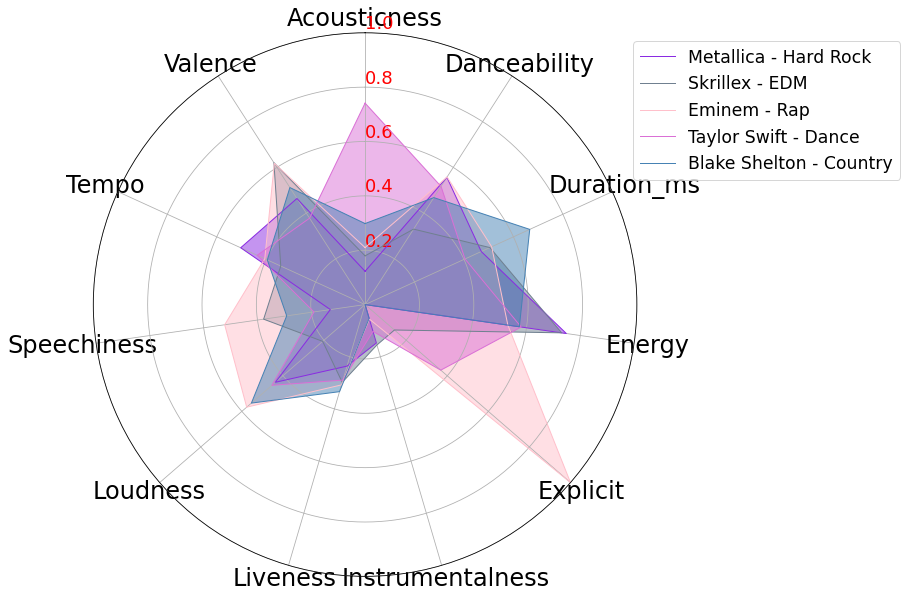 Acousticness
1.0
Valence
Danceability
0.8
0.6
Tempo
0.4
Duration_ms
0.2
Speechiness
Energy
Loudness
Explicit
Liveness
Instrumentalness
Metallica - Hard Rock
Skrillex - EDM
Eminem - Rap
Taylor Swift - Dance
Blake Shelton - Country